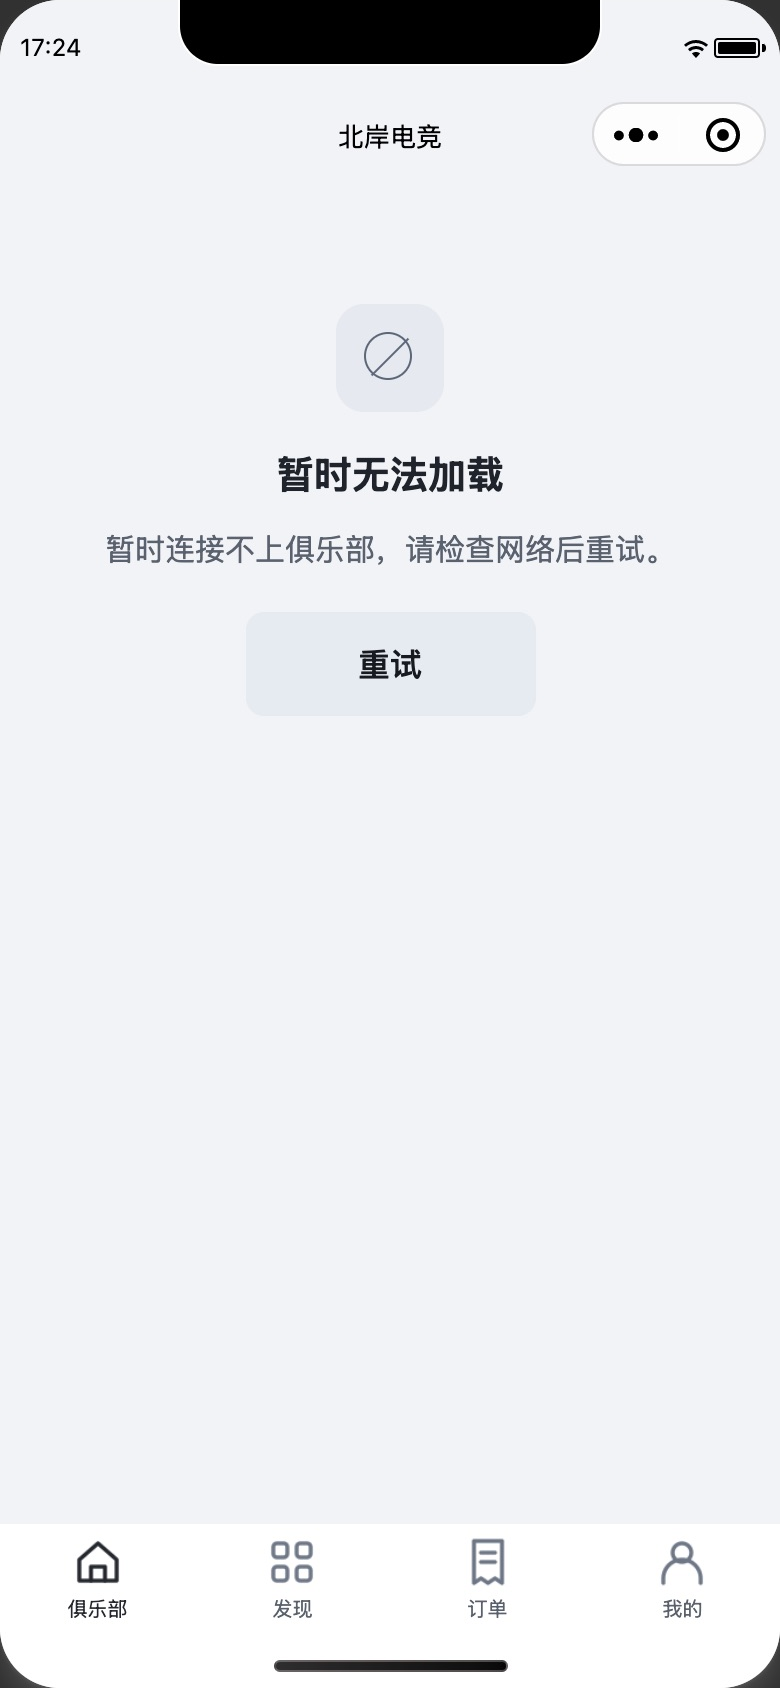 17:24
北岸电竞
暂时无法加载
暂时连接不上俱乐部，请检查网络后重试。
重试
俱乐部
发现
订单
我的